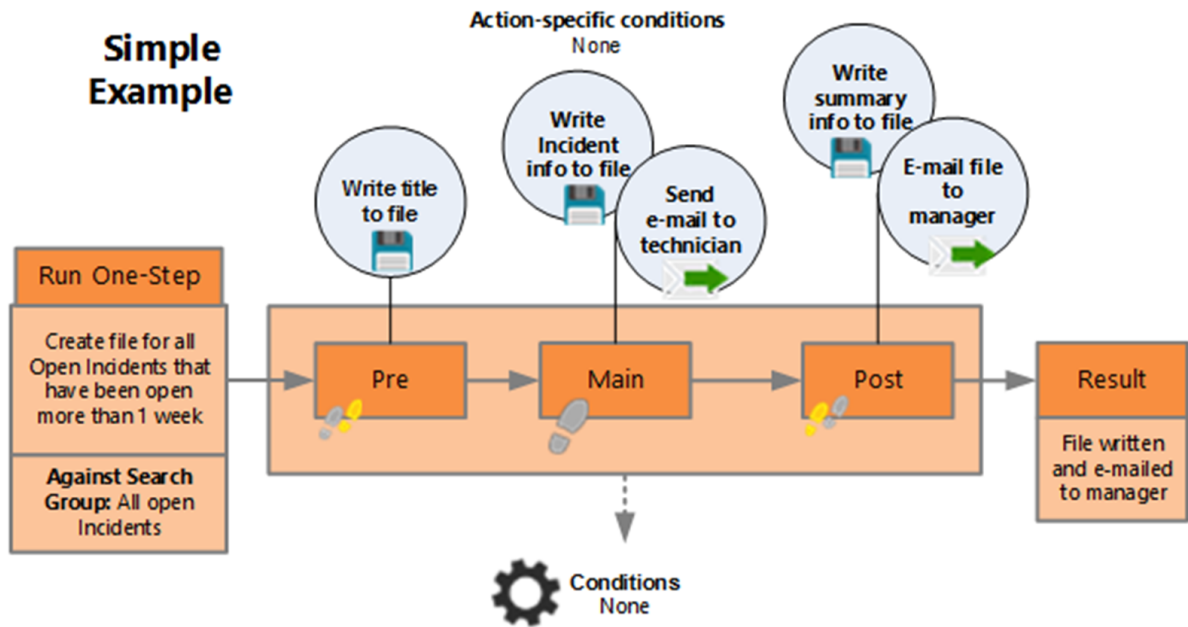 Simple
Example
Action-specific conditions
None
Write title
to file
Write
Incident
info to file
Send
e-mail to
technician
Write
summary
info to file
E-mail file
to
manager
Run One-Step
Create file for all
Open Incidents that
have been open
more than 1 week
Against Search
Group: All open
Incidents
Pre
Main
Post
Result
File written
and e-mailed
to manager
Conditions
None